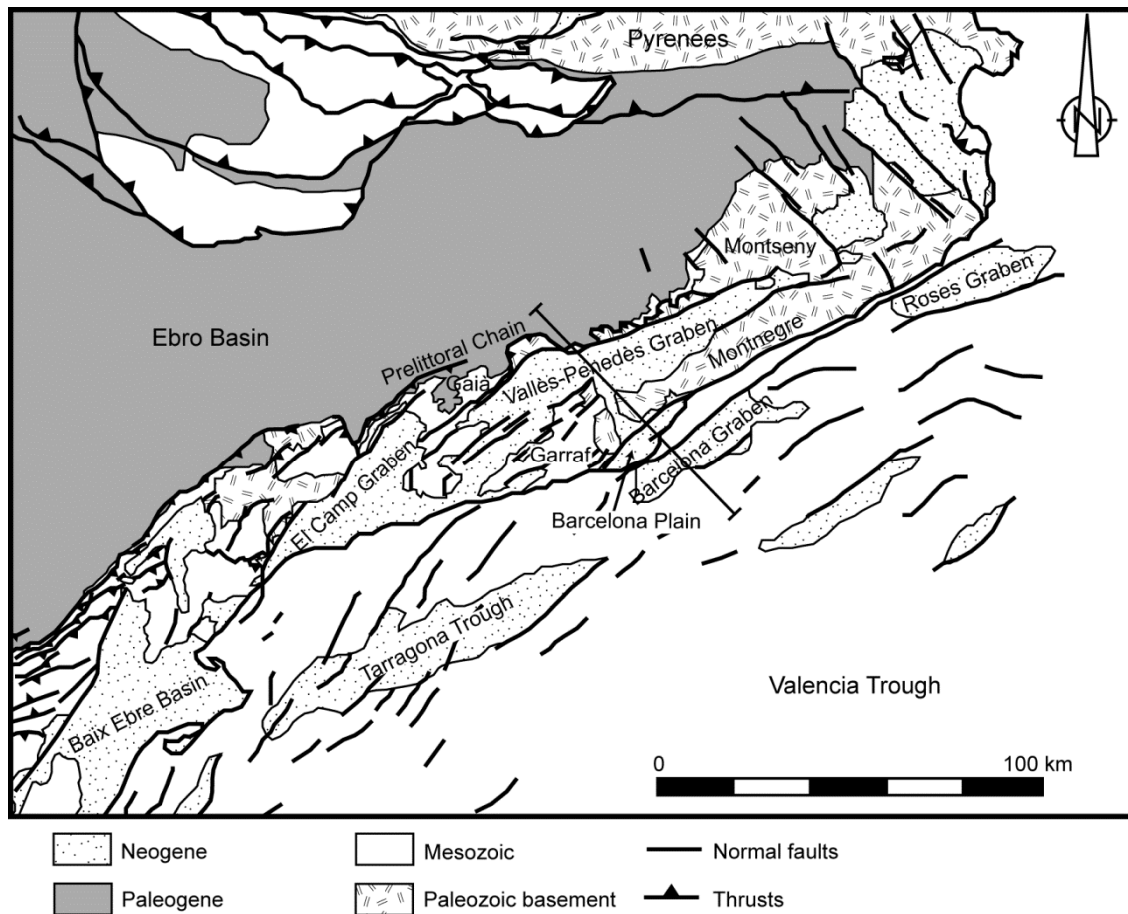 Pyrenees
N
Montseny
Roses Graben
Ebro Basin
Prelittoral Chain
Gaià
Vallès-Penedès Graben
Montnegre
El Camp Graben
Garraf
Barcelona Graben
Barcelona Plain
Tarragona Trough
Baix Ebre Basin
Valencia Trough
0 100 km
Neogene Mesozoic Normal faults
Paleogene Paleozoic basement Thrusts